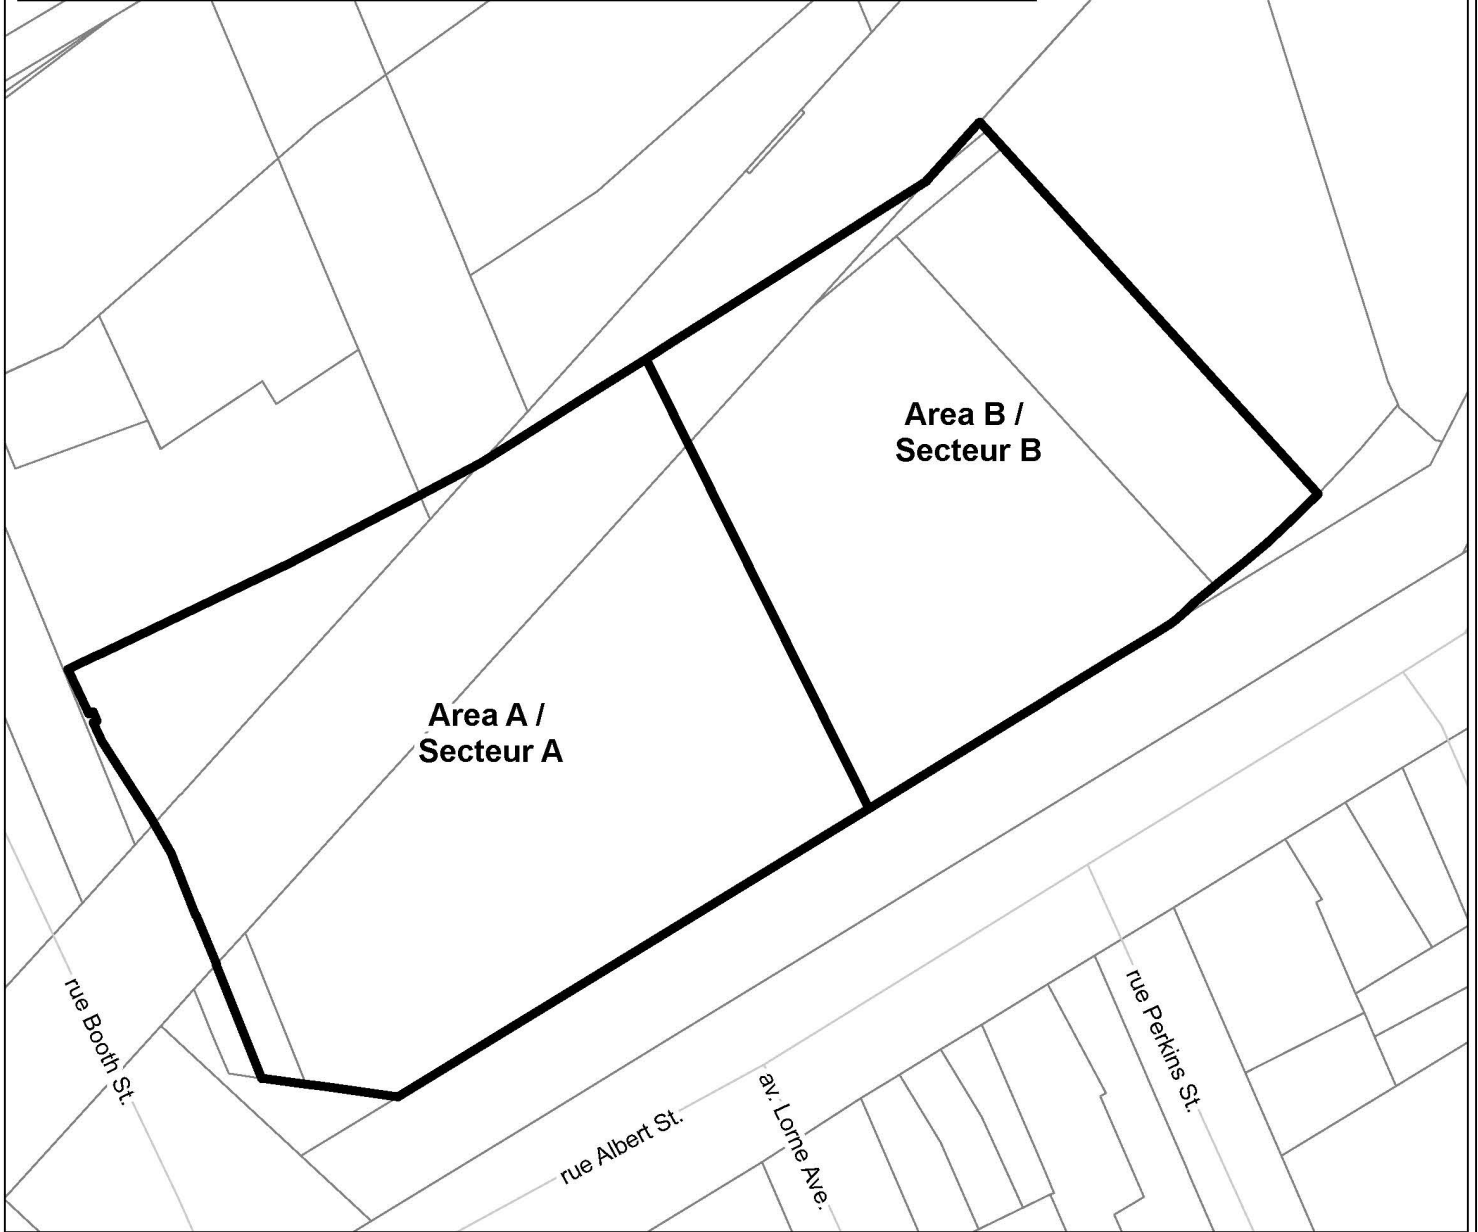 Area B /
Secteur B
Area A /
Secteur A
rue Booth St.
rue Perkins St.
av. Lorne Ave.
rue Albert St.